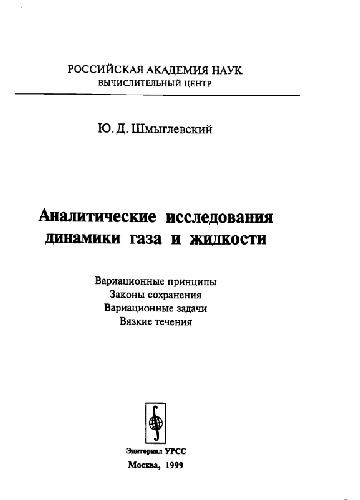 РОССИЙСКАЯ АКАДЕМИЯ НАУК
ВЫЧИСЛИТЕЛЬНЫЙ ЦЕНТР
Ю. Д. Шмыглевский
Аналитические исследования
динамики газа и жидкости
Вариационные принципы
Законы сохранения
Вариационные задачи
Вязкие течения
Эдиториал УРСС
Москва, 1999